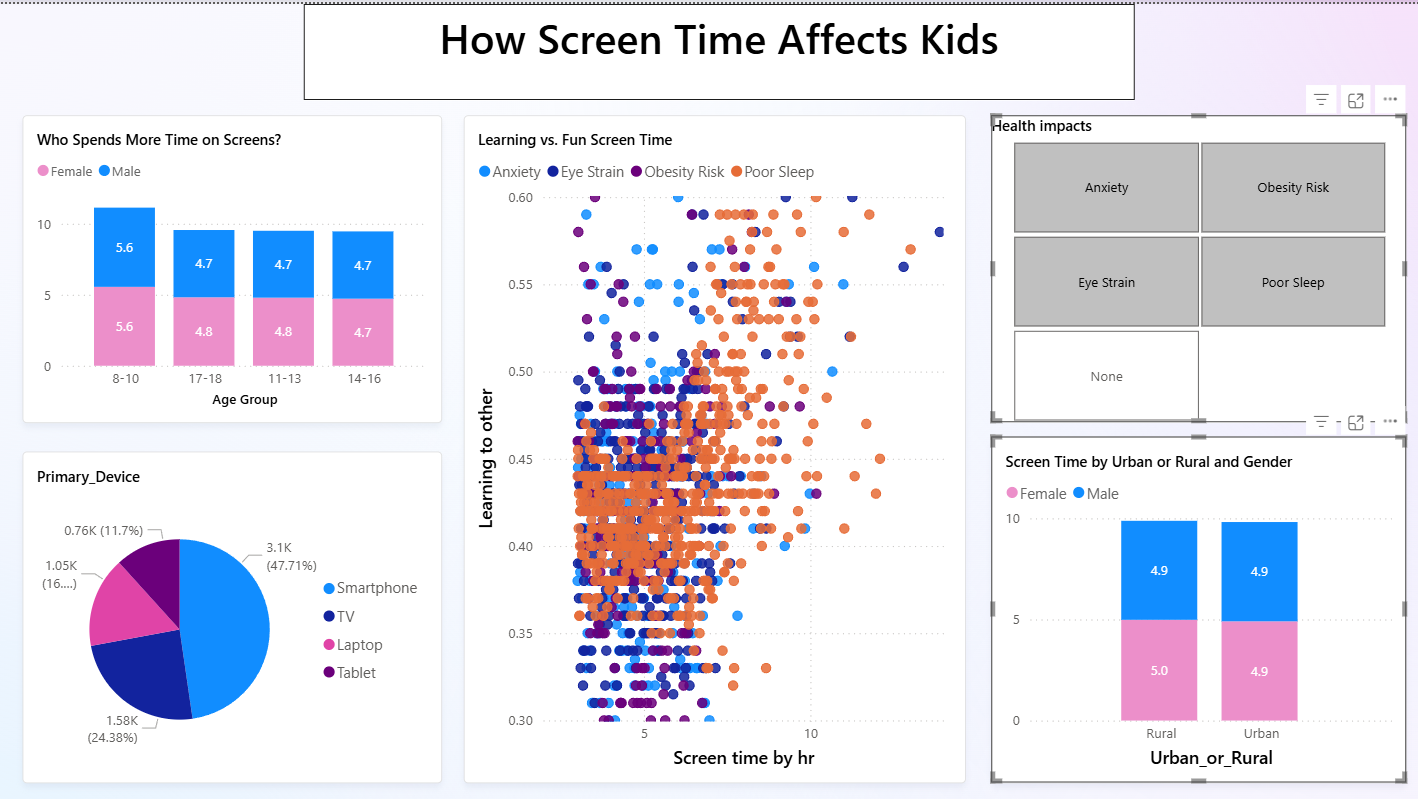 How Screen Time Affects Kids
Who Spends More Time on Screens?
Female Male
10
5
0
5.6
4.7
4.7
4.7
5.6
4.8
4.8
4.7
8-10 17-18 11-13 14-16
Age Group
Primary_Device
0.76K (11.7%)
3.1K
(47.71%)
1.05K
(16....)
1.58K
(24.38%)
Smartphone
TV
Laptop
Tablet
Learning vs. Fun Screen Time
Anxiety Eye Strain Obesity Risk Poor Sleep
Learning to other
0.60
0.55
0.50
0.45
0.40
0.35
0.30
5 10
Screen time by hr
Health impacts
Anxiety
Obesity Risk
Eye Strain
Poor Sleep
None
Screen Time by Urban or Rural and Gender
Female Male
10
5
0
4.9
4.9
5.0
4.9
Rural Urban
Urban_or_Rural